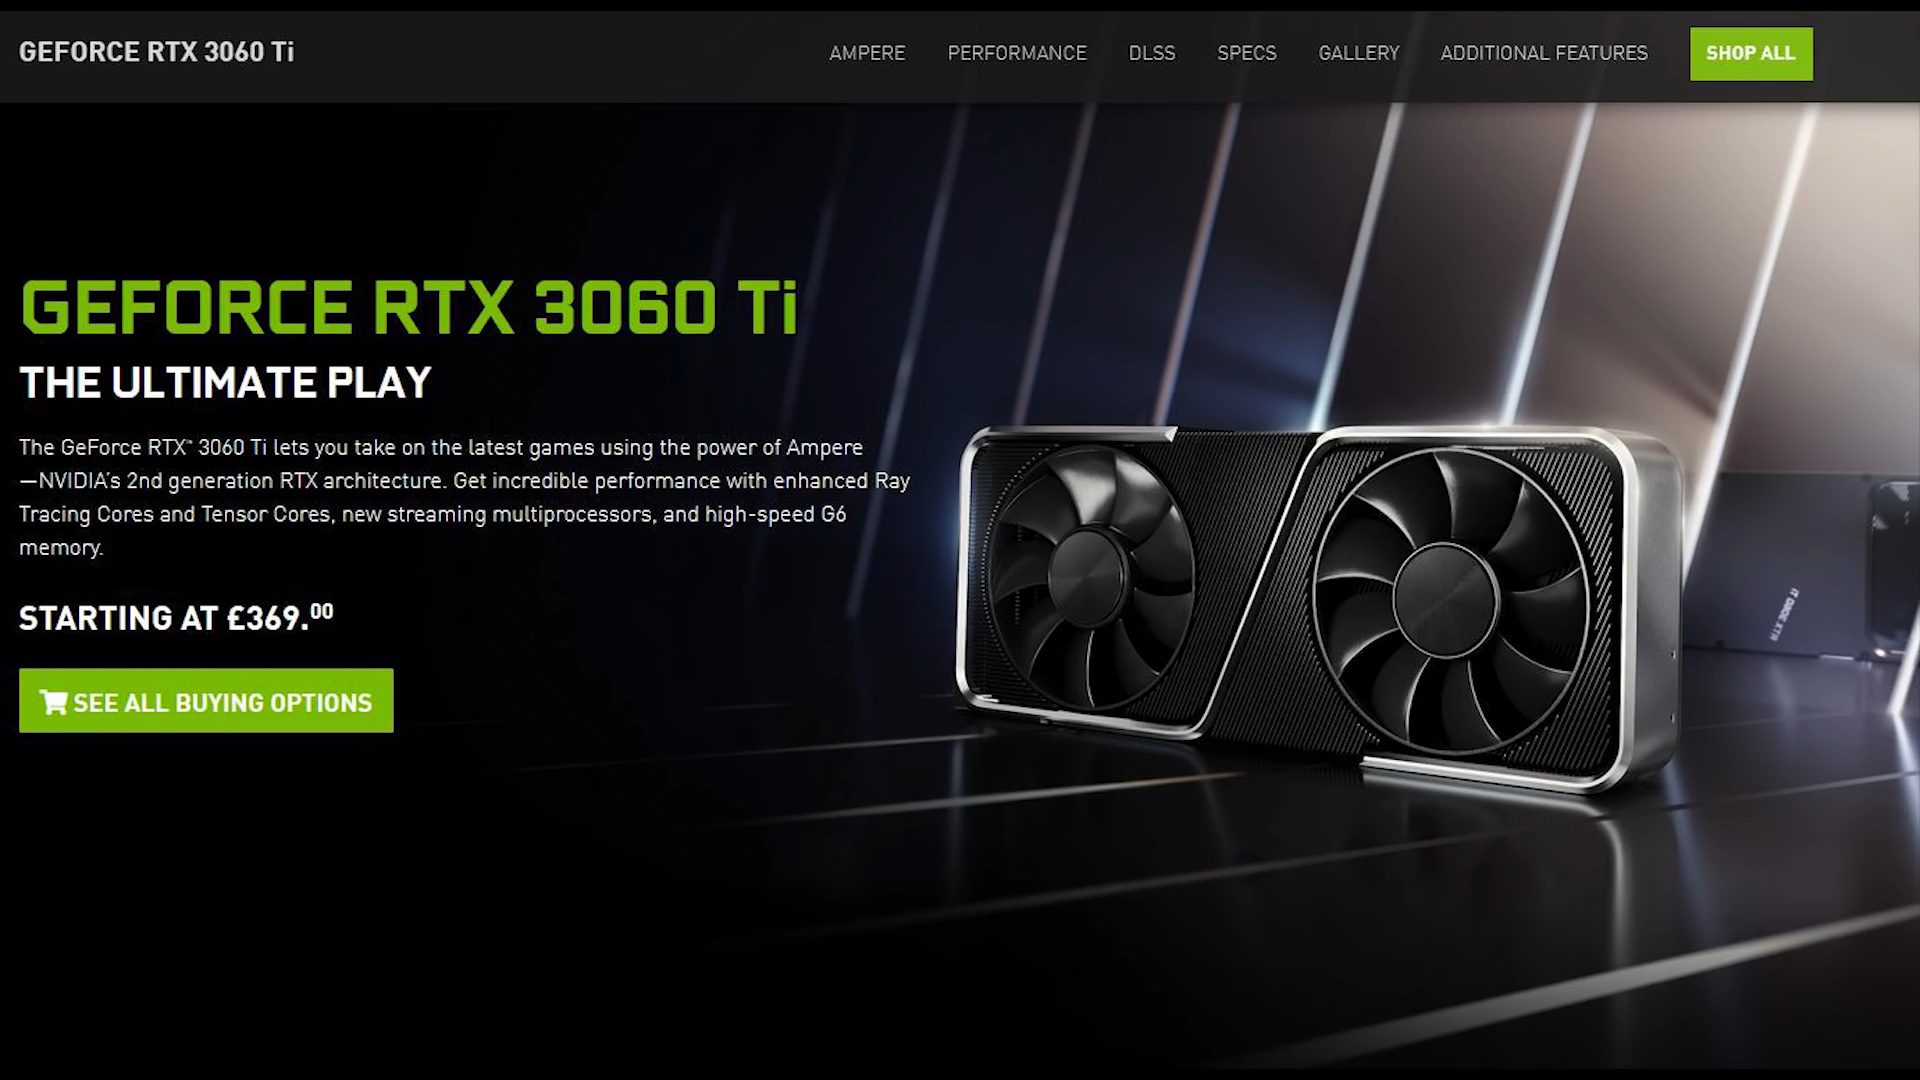 GEFORCE RTX 3060 Ti
AMPERE
PERFORMANCE
DLSS
SPECS
GALLERY
ADDITIONAL FEATURES
SHOP ALL
GEFORCE RTX 3060 Ti
THE ULTIMATE PLAY
The GeForce RTX™ 3060 Ti lets you take on the latest games using the power of Ampere
—NVIDIA's 2nd generation RTX architecture. Get incredible performance with enhanced Ray
Tracing Cores and Tensor Cores, new streaming multiprocessors, and high-speed G6
memory.
STARTING AT £369.00
SEE ALL BUYING OPTIONS